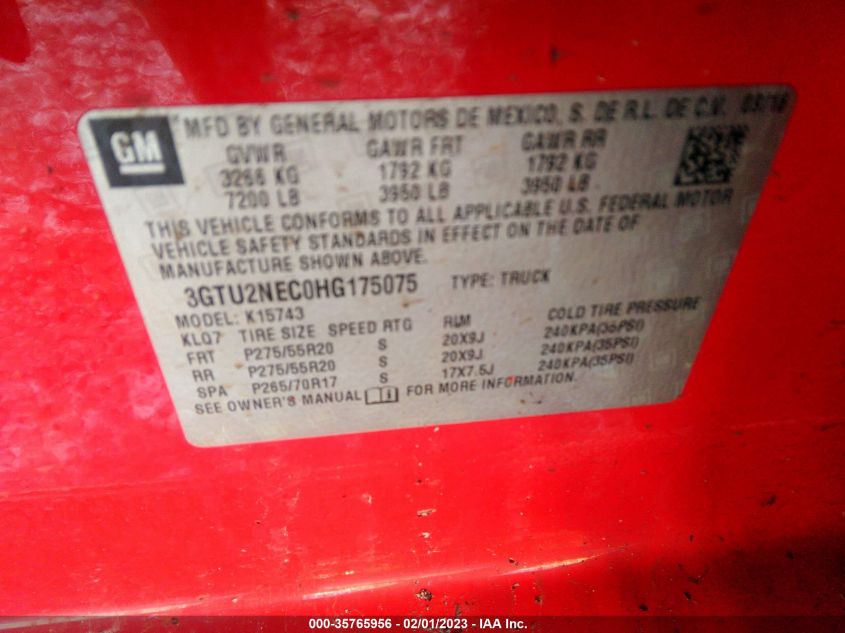 GM
MFD BY GENERAL MOTORS DE MEXICO, S. DE R.L. DE C.V. 08/16
GVWR GAWR FRT GAWR RR
3266 KG 1792 KG 1792 KG
7200 LB 3950 LB 3950 LB
THIS VEHICLE CONFORMS TO ALL APPLICABLE U.S. FEDERAL MOTOR
VEHICLE SAFETY STANDARDS IN EFFECT ON THE DATE OF
MANUFACTURE SHOWN ABOVE.
3GTU2NEC0HG175075 TYPE: TRUCK
MODEL: K15743
KLQ7 TIRE SIZE SPEED RTG RIM COLD TIRE PRESSURE
FRT P275/55R20 S 20X9J 240KPA(35PSI)
RR P275/55R20 S 20X9J 240KPA(35PSI)
SPA P265/70R17 S 17X7.5J 240KPA(35PSI)
SEE OWNER'S MANUAL FOR MORE INFORMATION.
000-35765956 - 02/01/2023 - IAA Inc.